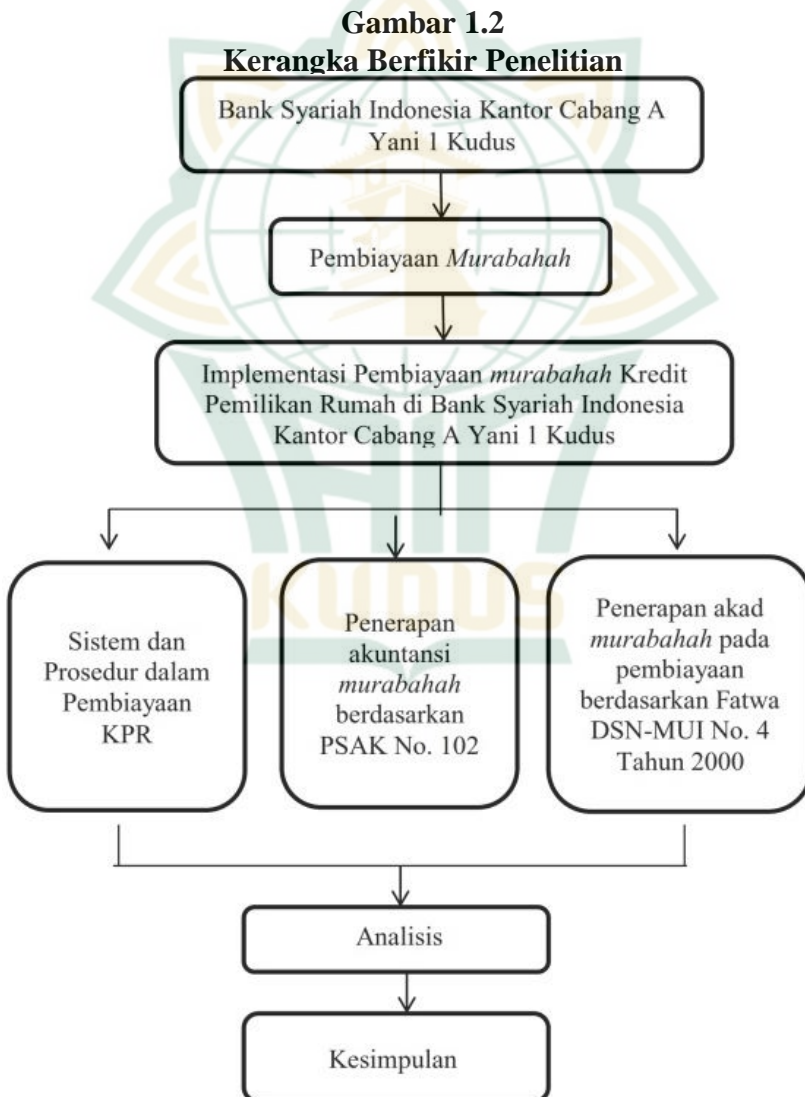 Gambar 1.2
Kerangka Berfikir Penelitian
Bank Syariah Indonesia Kantor Cabang A
Yani 1 Kudus
Pembiayaan Murabahah
Implementasi Pembiayaan murabahah Kredit
Pemilikan Rumah di Bank Syariah Indonesia
Kantor Cabang A Yani 1 Kudus
Sistem dan
Prosedur dalam
Pembiayaan
KPR
Penerapan
akuntansi
murabahah
berdasarkan
PSAK No. 102
Penerapan akad
murabahah pada
pembiayaan
berdasarkan Fatwa
DSN-MUI No. 4
Tahun 2000
KUDUS
Analisis
Kesimpulan